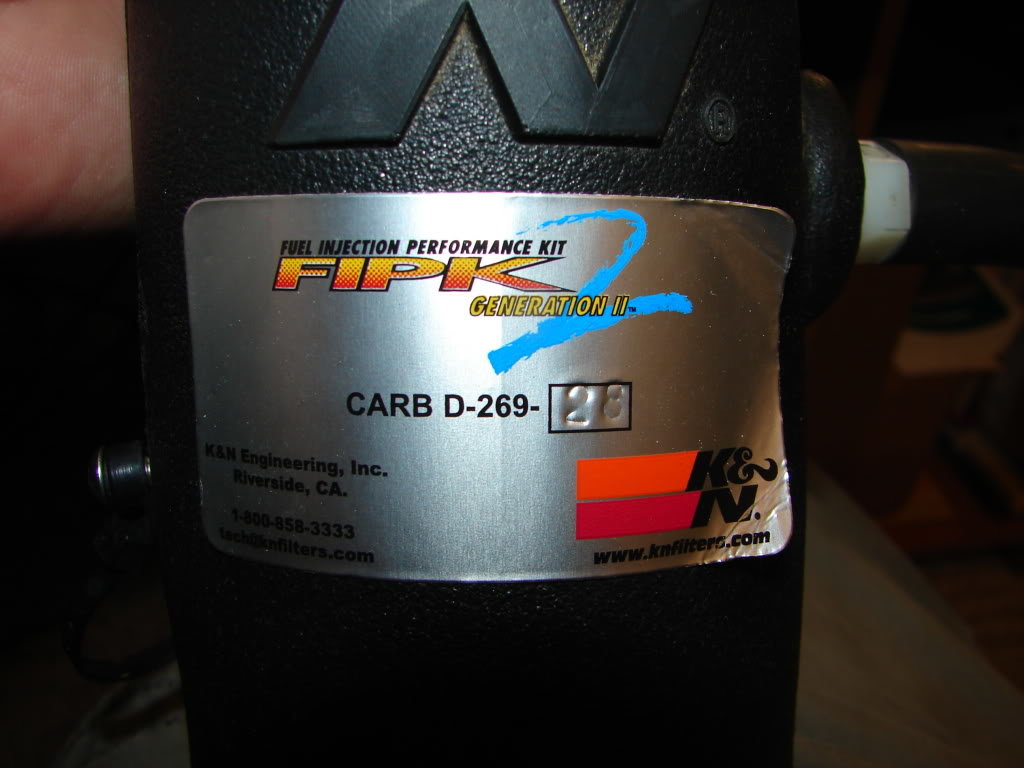 N
®
FUEL INJECTION PERFORMANCE KIT
FIPK 2
GENERATION II™
CARB D-269- 28
K&N Engineering, Inc.
Riverside, CA.
1-800-858-3333
tech@knfilters.com
K&N.
www.knfilters.com